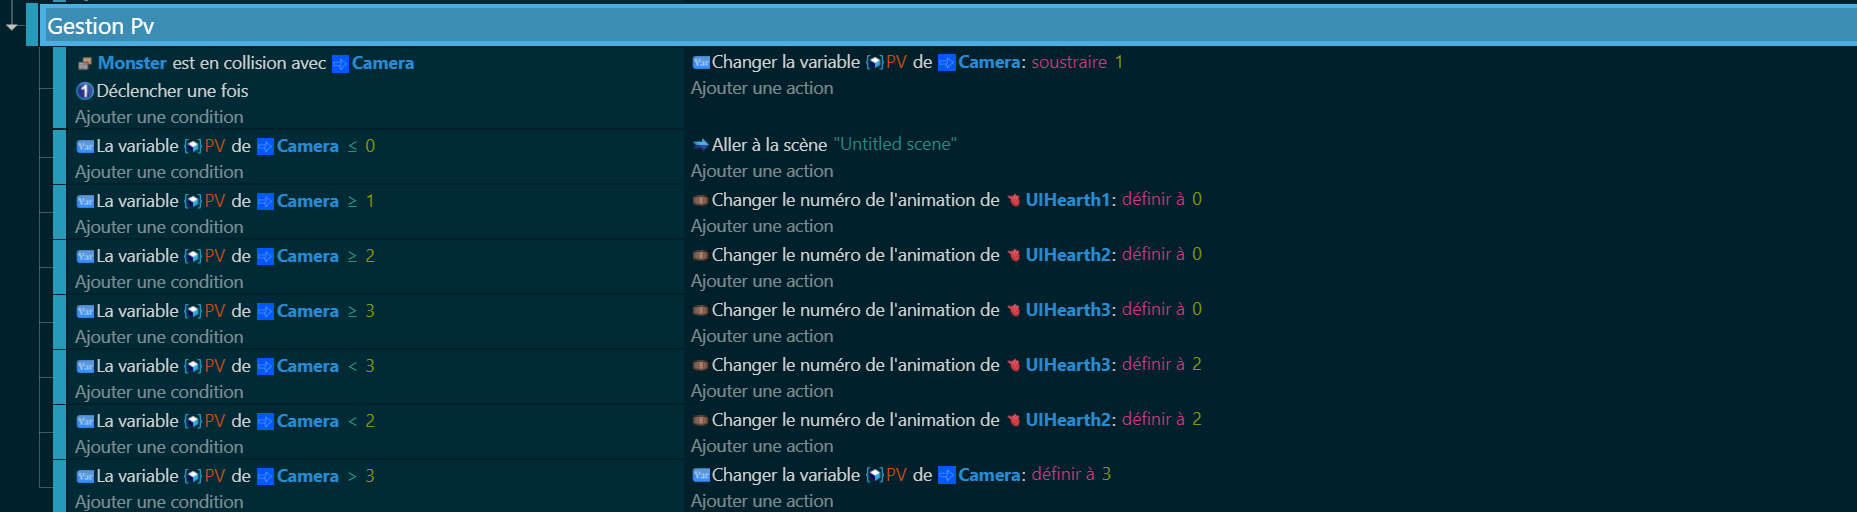 Gestion Pv
Monster est en collision avec Camera
Changer la variable PV de Camera: soustraire 1
Déclencher une fois
Ajouter une action
Ajouter une condition
La variable PV de Camera ≤ 0
Aller à la scène "Untitled scene"
Ajouter une condition
Ajouter une action
La variable PV de Camera ≥ 1
Changer le numéro de l'animation de UIHearth1: définir à 0
Ajouter une condition
Ajouter une action
La variable PV de Camera ≥ 2
Changer le numéro de l'animation de UIHearth2: définir à 0
Ajouter une condition
Ajouter une action
La variable PV de Camera ≥ 3
Changer le numéro de l'animation de UIHearth3: définir à 0
Ajouter une condition
Ajouter une action
La variable PV de Camera < 3
Changer le numéro de l'animation de UIHearth3: définir à 2
Ajouter une condition
Ajouter une action
La variable PV de Camera < 2
Changer le numéro de l'animation de UIHearth2: définir à 2
Ajouter une condition
Ajouter une action
La variable PV de Camera > 3
Changer la variable PV de Camera: définir à 3
Ajouter une condition
Ajouter une action